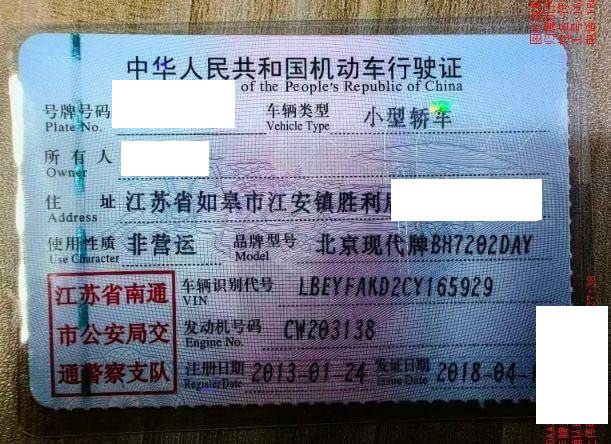 中华人民共和国机动车行驶证
of the People's Republic of China
号牌号码
Plate No.
车辆类型 小型轿车
Vehicle Type
所有人
Owner
住址 江苏省如皋市江安镇胜利
Address
使用性质 非营运 品牌型号 北京现代牌BH7202DAY
Use Character Model
江苏省南通
市公安局交
通警察支队
车辆识别代号 LBEYFAKD2CY165929
VIN
发动机号码 CW203138
Engine No.
注册日期 2013-01-24 发证日期 2018-04-
Register Date Issue Date